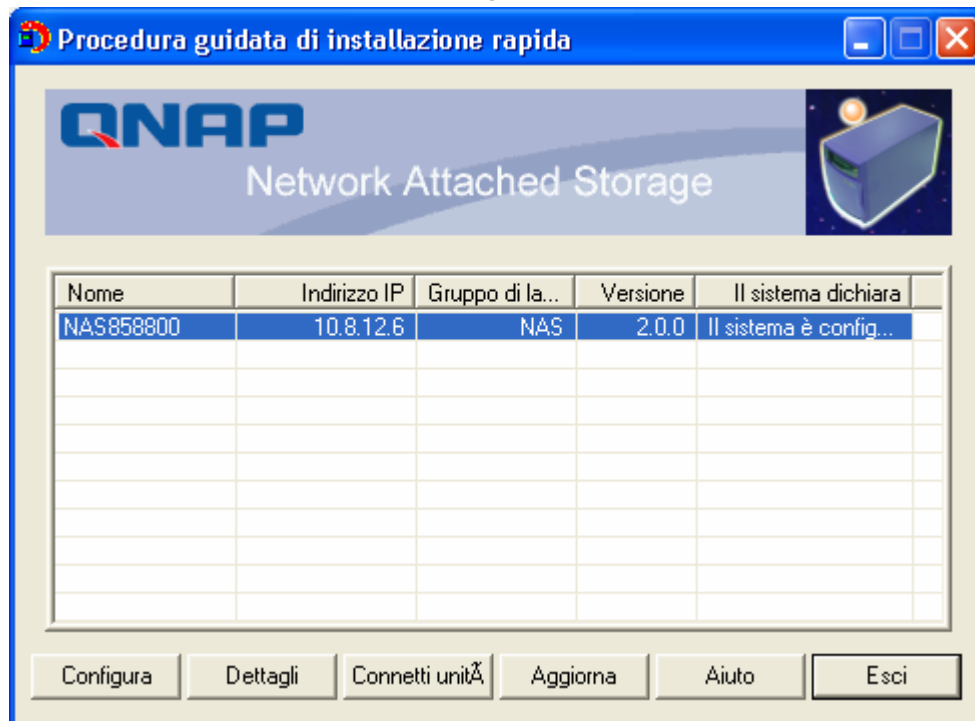 Procedura guidata di installazione rapida
QNAP
Network Attached Storage
Nome Indirizzo IP Gruppo di la... Versione Il sistema dichiara
NAS858800 10.8.12.6 NAS 2.0.0 Il sistema è config...
Configura Dettagli Connetti unitÃ Aggiorna Aiuto Esci